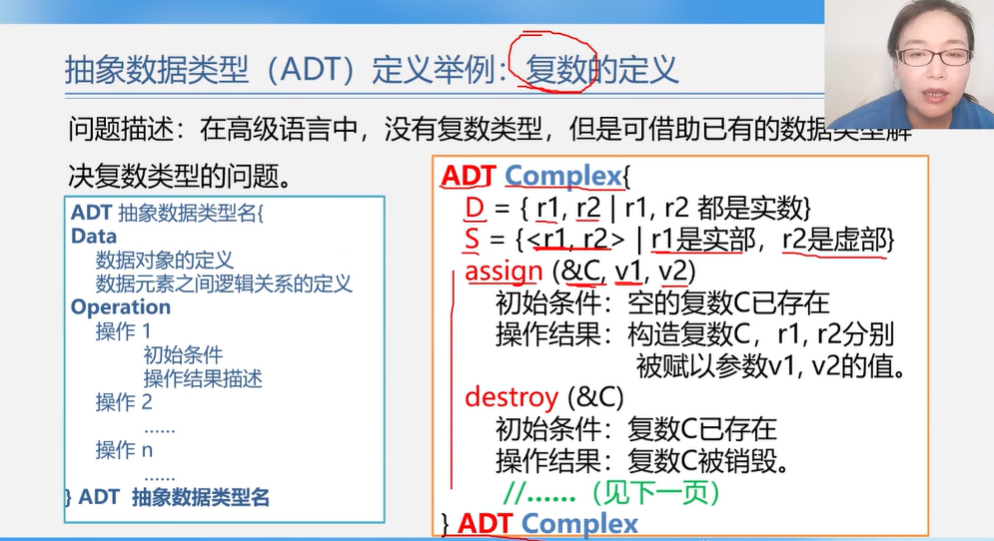 抽象数据类型（ADT）定义举例：复数的定义
问题描述：在高级语言中，没有复数类型，但是可借助已有的数据类型解
决复数类型的问题。
ADT 抽象数据类型名{
Data
数据对象的定义
数据元素之间逻辑关系的定义
Operation
操作 1
初始条件
操作结果描述
操作 2
……
操作 n
……
} ADT 抽象数据类型名
ADT Complex{
D = { r1, r2 | r1, r2 都是实数}
S = {<r1, r2> | r1是实部，r2是虚部}
assign (&C, v1, v2)
初始条件：空的复数C已存在
操作结果：构造复数C，r1, r2分别
被赋以参数v1, v2的值。
destroy (&C)
初始条件：复数C已存在
操作结果：复数C被销毁。
//……（见下一页）
} ADT Complex